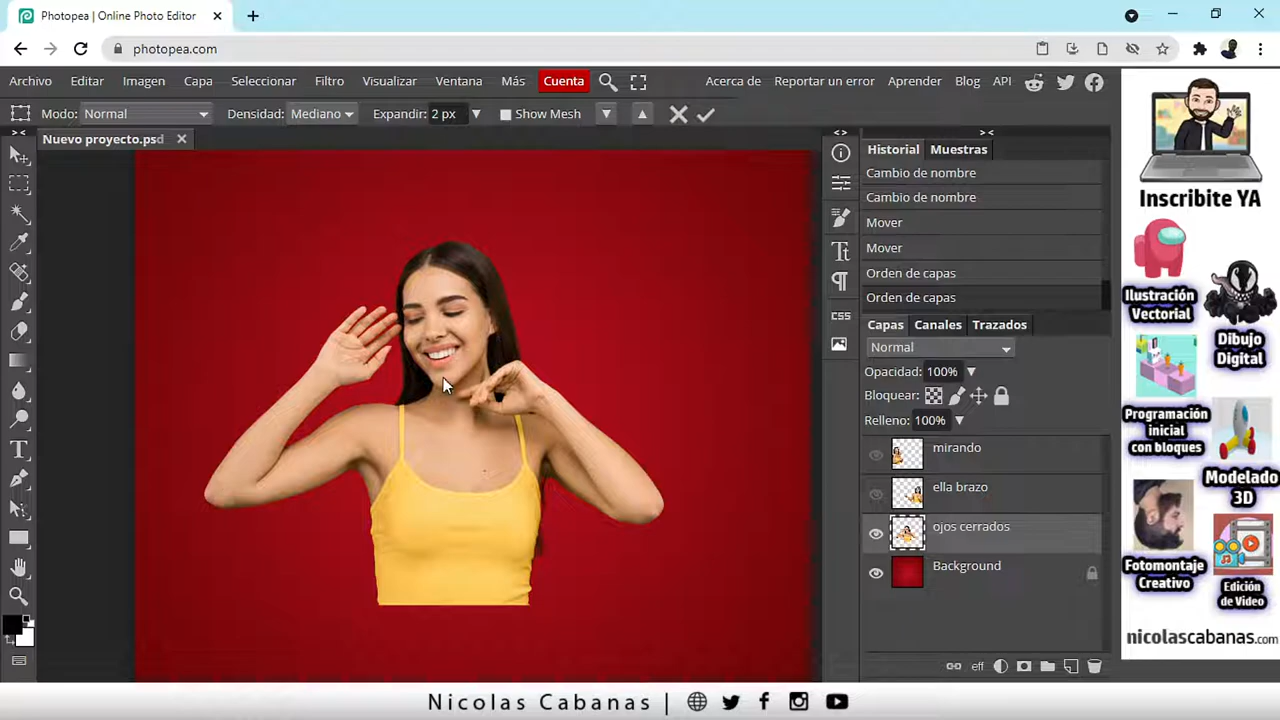 Photopea | Online Photo Editor
photopea.com
Archivo Editar Imagen Capa Seleccionar Filtro Visualizar Ventana Más Cuenta Acerca de Reportar un error Aprender Blog API
Modo: Normal Densidad: Mediano Expandir: 2 px Show Mesh
Nuevo proyecto.psd
Historial Muestras
Cambio de nombre
Cambio de nombre
Mover
Mover
Orden de capas
Orden de capas
CSS
Capas Canales Trazados
Normal
Opacidad: 100%
Bloquear:
Relleno: 100%
mirando
ella brazo
ojos cerrados
Background
eff
Inscribite YA
Ilustración
Vectorial
Dibujo
Digital
Programación
inicial
con bloques
Modelado
3D
Fotomontaje
Creativo
Edición
de Video
nicolascabanas.com
Nicolas Cabanas |